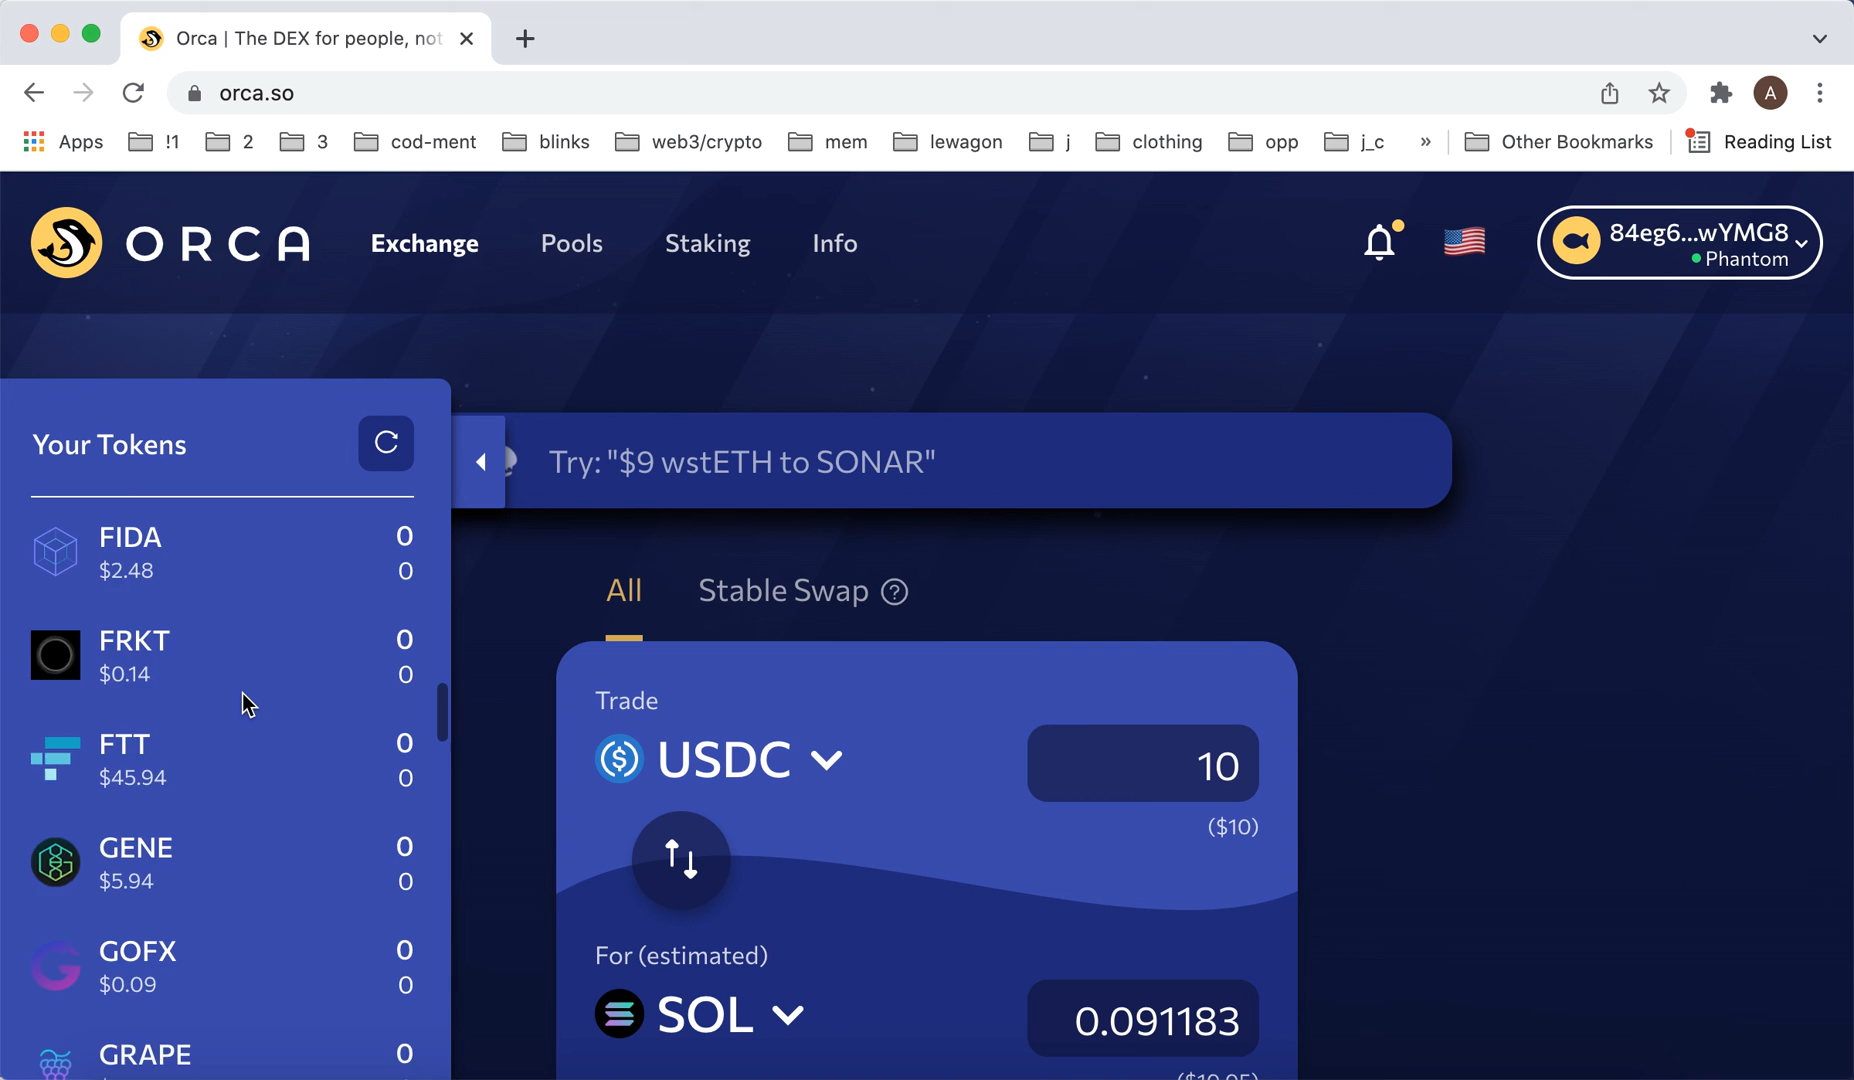 Orca | The DEX for people, not
orca.so
A
Apps
!1
2
3
cod-ment
blinks
web3/crypto
mem
lewagon
j
clothing
opp
j_c
»
Other Bookmarks
Reading List
ORCA
Exchange
Pools
Staking
Info
84eg6...wYMG8
Phantom
Your Tokens
Try: "$9 wstETH to SONAR"
FIDA 0
$2.48 0
FRKT 0
$0.14 0
FTT 0
$45.94 0
GENE 0
$5.94 0
GOFX 0
$0.09 0
GRAPE 0
All
Stable Swap ?
Trade
USDC
10
($10)
For (estimated)
SOL
0.091183